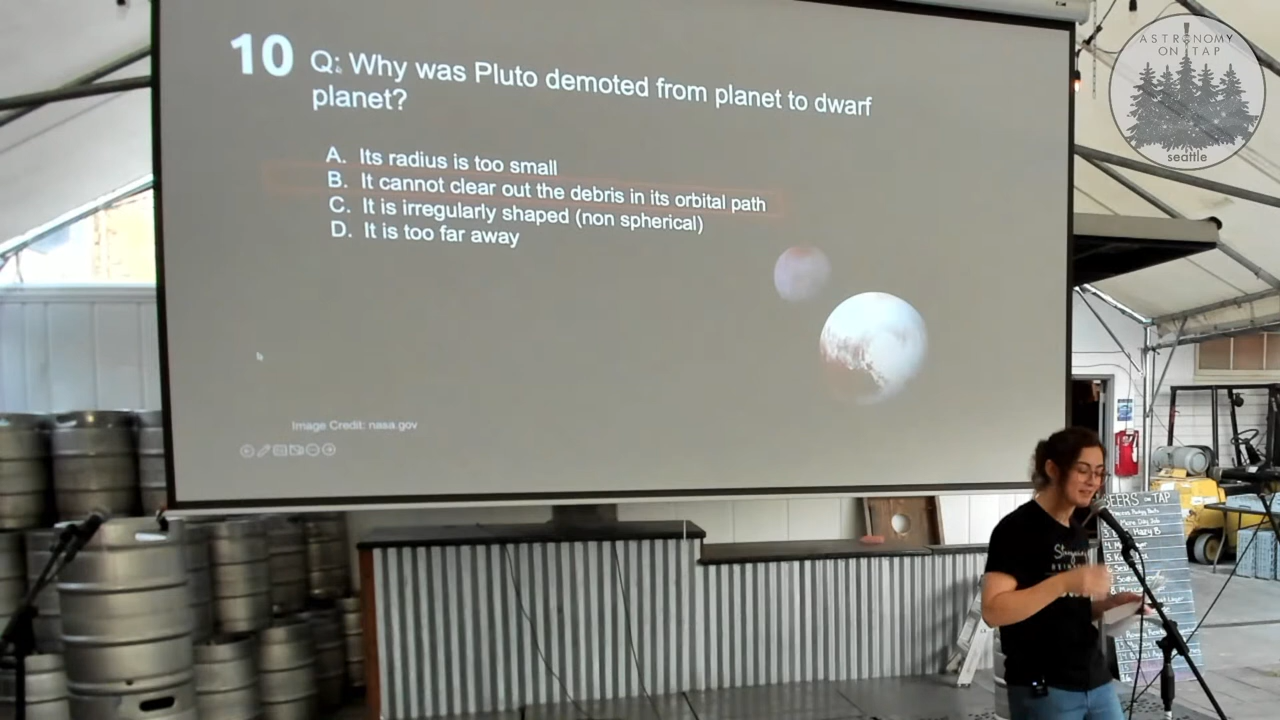 10 Q: Why was Pluto demoted from planet to dwarf
planet?
A. Its radius is too small
B. It cannot clear out the debris in its orbital path
C. It is irregularly shaped (non spherical)
D. It is too far away
Image Credit: nasa.gov
ASTRONOMY
ON TAP
seattle
BEERS ON TAP